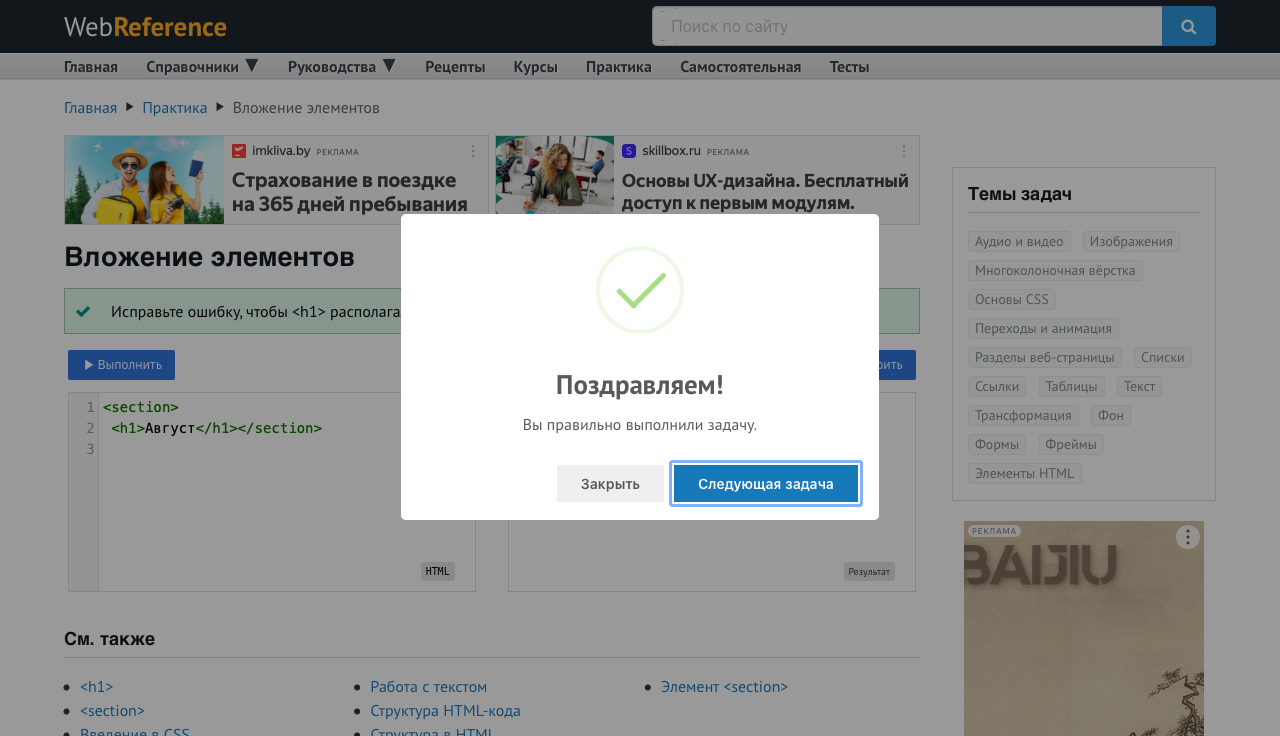 WebReference
Поиск по сайту
Главная Справочники ▼ Руководства ▼ Рецепты Курсы Практика Самостоятельная Тесты
Главная ▶ Практика ▶ Вложение элементов
imkliva.by РЕКЛАМА
Страхование в поездке
на 365 дней пребывания
S skillbox.ru РЕКЛАМА
Основы UX-дизайна. Бесплатный
доступ к первым модулям.
Вложение элементов
Исправьте ошибку, чтобы <h1> располага
Выполнить
рить
1 <section>
2 <h1>Август</h1></section>
3
HTML
Результат
Поздравляем!
Вы правильно выполнили задачу.
Закрыть
Следующая задача
См. также
<h1>
<section>
Введение в CSS
Работа с текстом
Структура HTML-кода
Структура в HTML
Элемент <section>
Темы задач
Аудио и видео Изображения
Многоколоночная вёрстка
Основы CSS
Переходы и анимация
Разделы веб-страницы Списки
Ссылки Таблицы Текст
Трансформация Фон
Формы Фреймы
Элементы HTML
РЕКЛАМА
BAIJIU